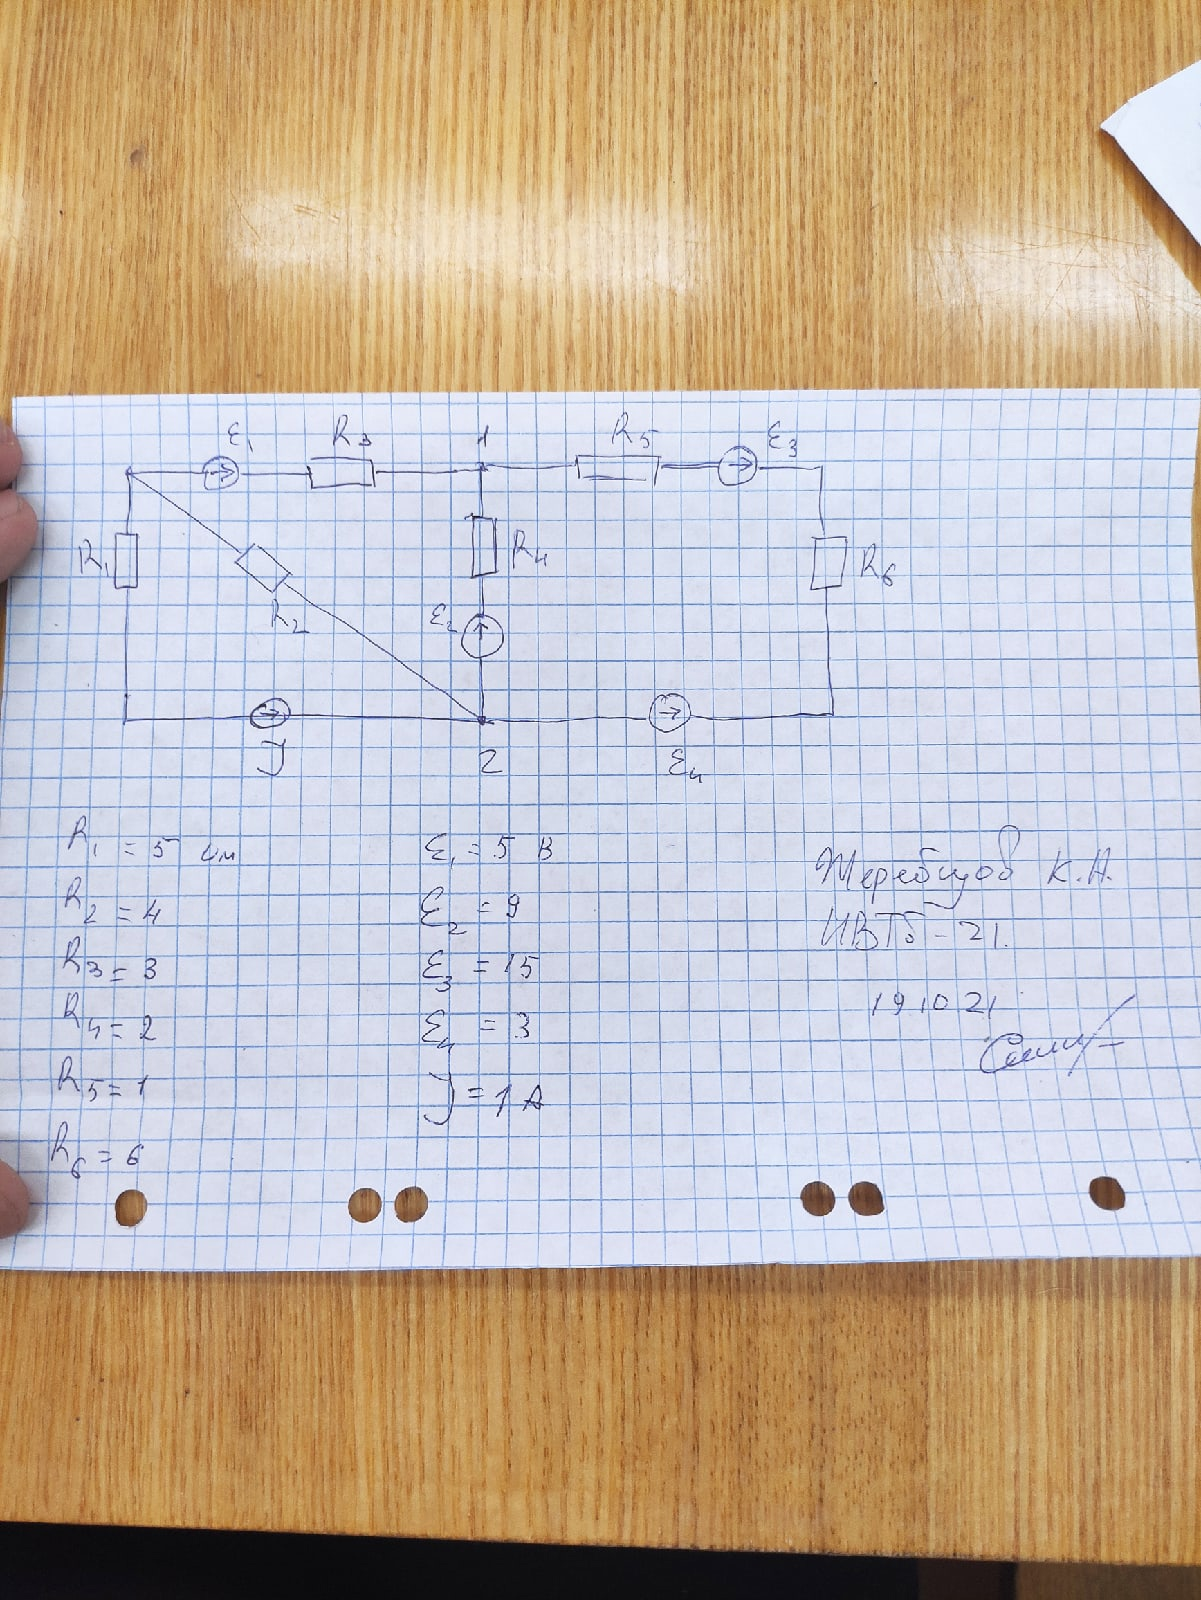 ε₁ R₃ 1 R₅ ε₃
R₁ R₂ ε₂ R₄ R₆
J 2 ε₄
R₁ = 5 Ом
R₂ = 4
R₃ = 3
R₄ = 2
R₅ = 1
R₆ = 6
ε₁ = 5 В
ε₂ = 9
ε₃ = 15
ε₄ = 3
J = 1 А
Жеребцов К.А.
ИВТб-21.
19 10 21